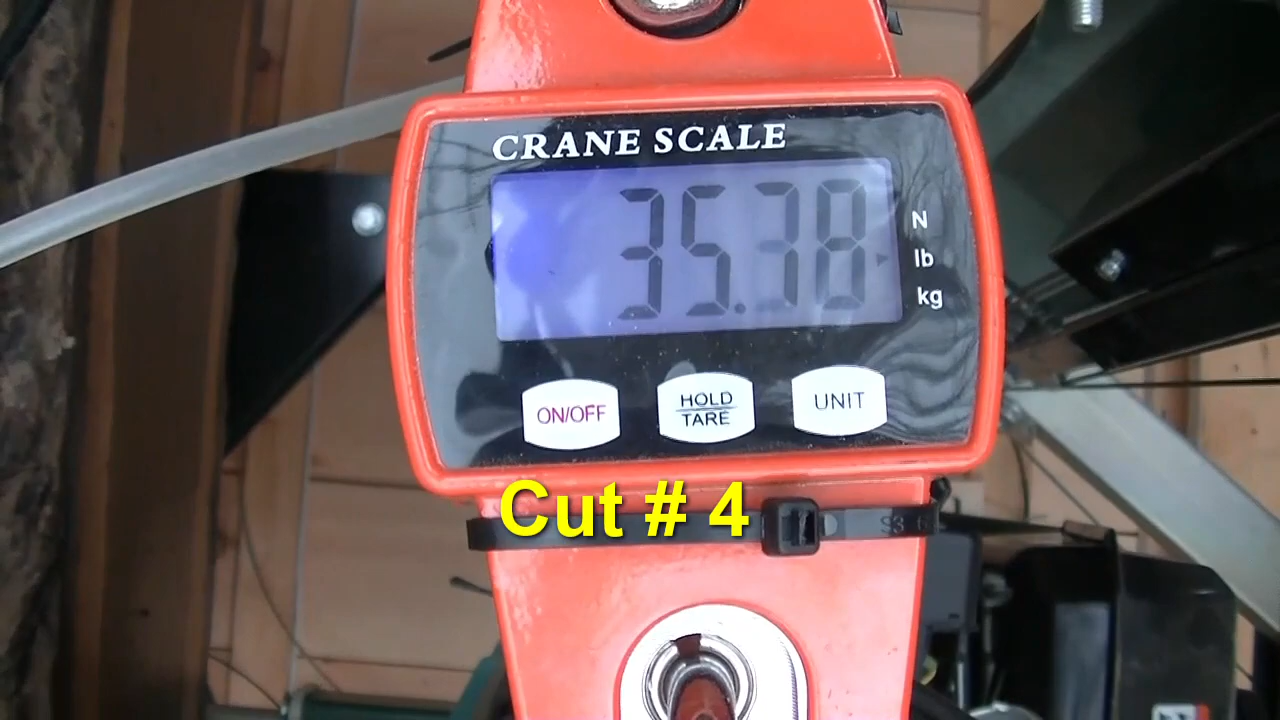 CRANE SCALE
35.38
N
lb
kg
ON/OFF
HOLD
TARE
UNIT
Cut # 4